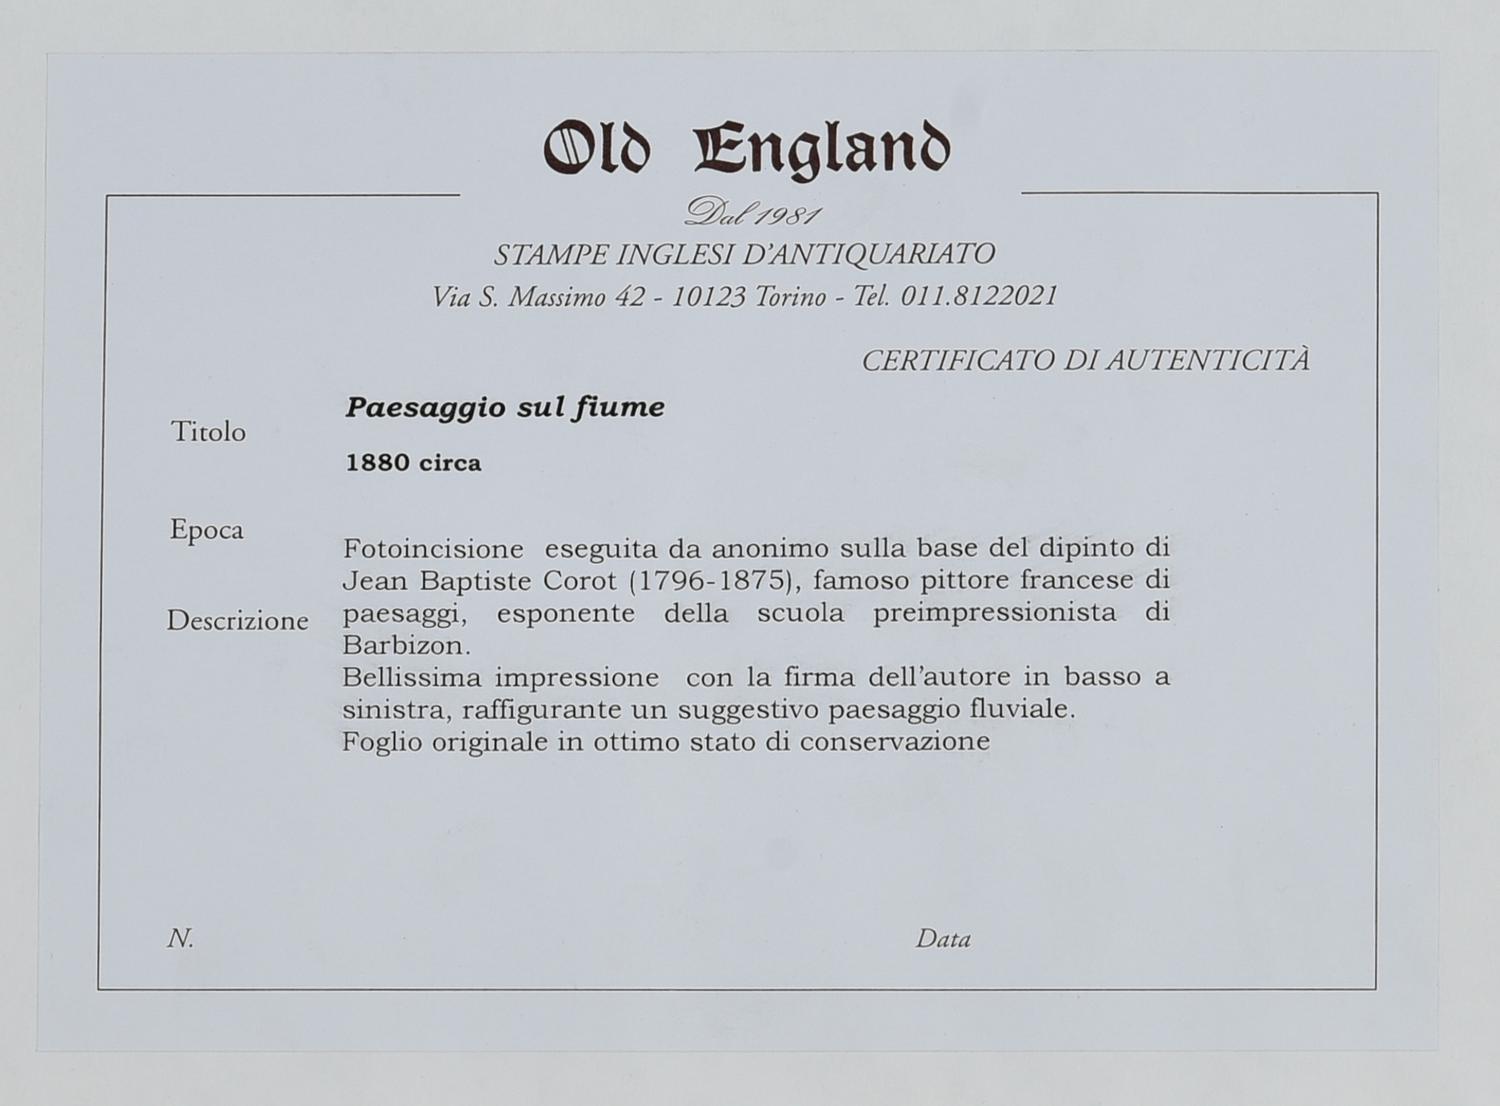 Old England
Dal 1981
STAMPE INGLESI D'ANTIQUARIATO
Via S. Massimo 42 - 10123 Torino - Tel. 011.8122021
CERTIFICATO DI AUTENTICITÀ
Titolo
Paesaggio sul fiume
1880 circa
Epoca
Descrizione
Fotoincisione eseguita da anonimo sulla base del dipinto di
Jean Baptiste Corot (1796-1875), famoso pittore francese di
paesaggi, esponente della scuola preimpressionista di
Barbizon.
Bellissima impressione con la firma dell'autore in basso a
sinistra, raffigurante un suggestivo paesaggio fluviale.
Foglio originale in ottimo stato di conservazione
N.
Data